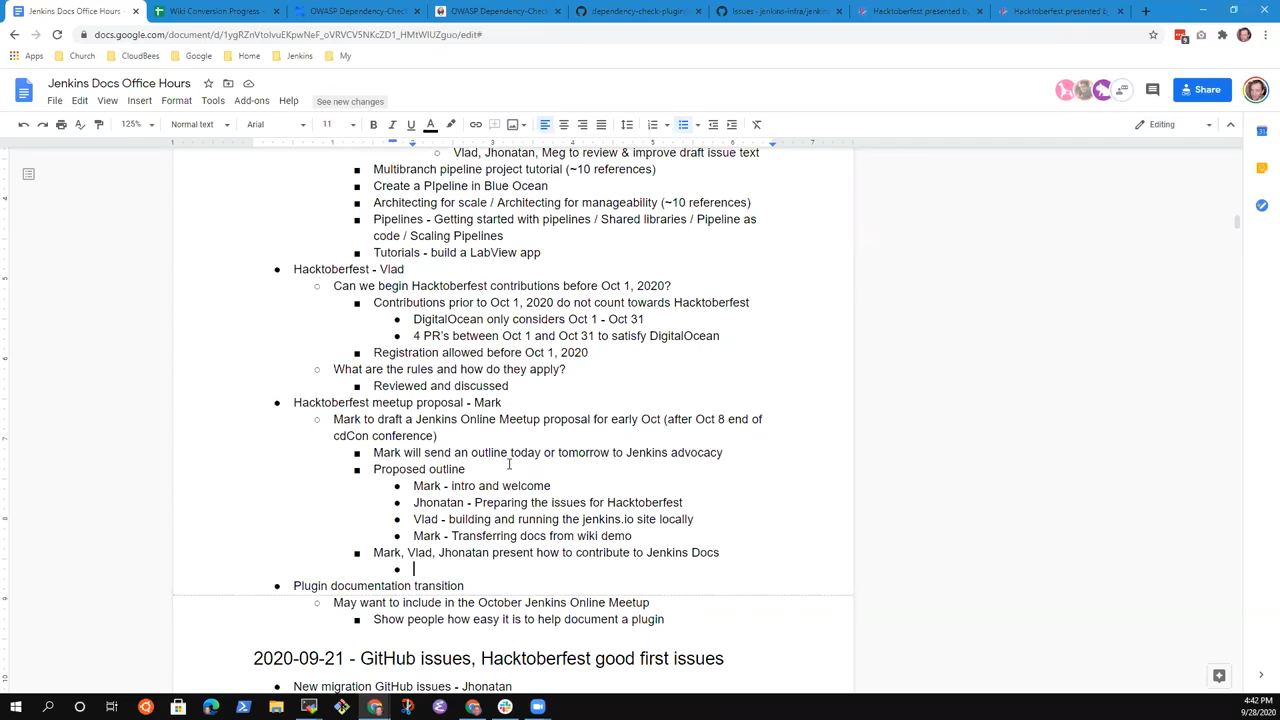 Jenkins Docs Office Hours -
Wiki Conversion Progress -
OWASP Dependency-Check
OWASP Dependency-Chec
dependency-check-plugin
Issues - jenkins-infra/jenkin
Hacktoberfest presented b
Hacktoberfest presented by
docs.google.com/document/d/1ygRZnVtoIvuEKpwNeF_oVRVCV5NKcZD1_HMtWIUZguo/edit#
Apps
Church
CloudBees
Google
Home
Jenkins
My
Jenkins Docs Office Hours
File Edit View Insert Format Tools Add-ons Help See new changes
Share
125% Normal text Arial 11
Editing
Vlad, Jhonatan, Meg to review & improve draft issue text
Multibranch pipeline project tutorial (~10 references)
Create a PIpeline in Blue Ocean
Architecting for scale / Architecting for manageability (~10 references)
Pipelines - Getting started with pipelines / Shared libraries / Pipeline as
code / Scaling Pipelines
Tutorials - build a LabView app
Hacktoberfest - Vlad
Can we begin Hacktoberfest contributions before Oct 1, 2020?
Contributions prior to Oct 1, 2020 do not count towards Hacktoberfest
DigitalOcean only considers Oct 1 - Oct 31
4 PR's between Oct 1 and Oct 31 to satisfy DigitalOcean
Registration allowed before Oct 1, 2020
What are the rules and how do they apply?
Reviewed and discussed
Hacktoberfest meetup proposal - Mark
Mark to draft a Jenkins Online Meetup proposal for early Oct (after Oct 8 end of
cdCon conference)
Mark will send an outline today or tomorrow to Jenkins advocacy
Proposed outline
Mark - intro and welcome
Jhonatan - Preparing the issues for Hacktoberfest
Vlad - building and running the jenkins.io site locally
Mark - Transferring docs from wiki demo
Mark, Vlad, Jhonatan present how to contribute to Jenkins Docs
Plugin documentation transition
May want to include in the October Jenkins Online Meetup
Show people how easy it is to help document a plugin
2020-09-21 - GitHub issues, Hacktoberfest good first issues
New migration GitHub issues - Jhonatan
4:42 PM
9/28/2020